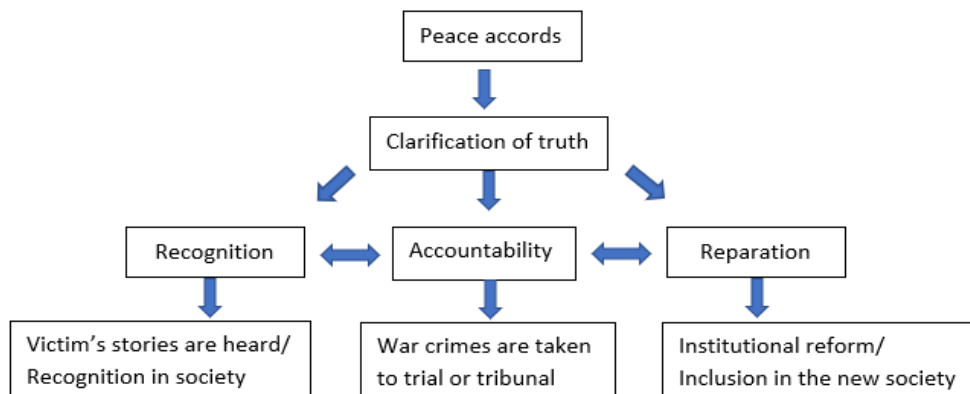 Peace accords
Clarification of truth
Recognition
Accountability
Reparation
Victim's stories are heard/
Recognition in society
War crimes are taken
to trial or tribunal
Institutional reform/
Inclusion in the new society